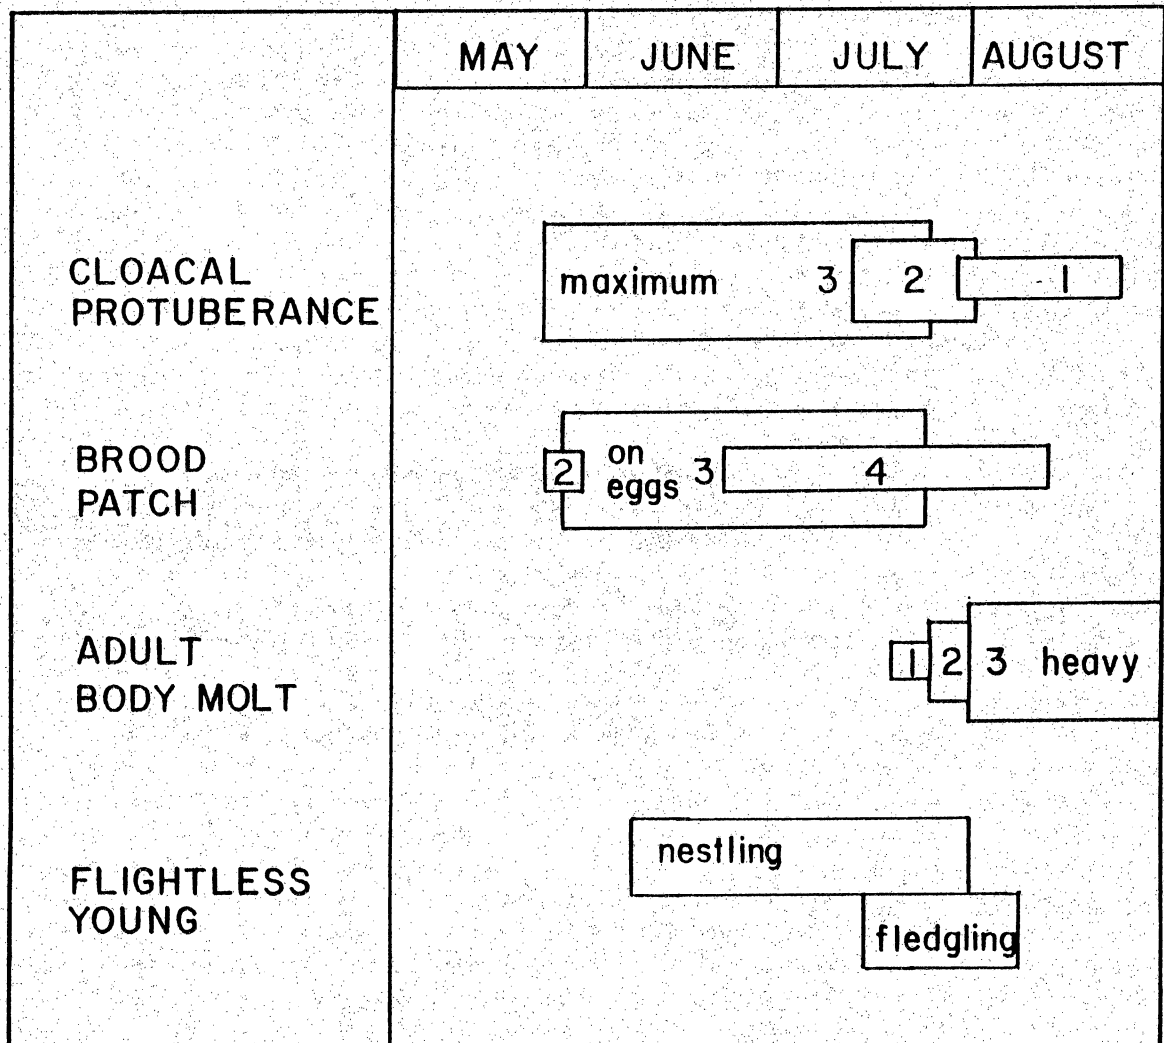 MAY JUNE JULY AUGUST
CLOACAL
PROTUBERANCE
maximum 3 2 1
BROOD
PATCH
2 on
eggs 3 4
ADULT
BODY MOLT
1 2 3 heavy
nestling
FLIGHTLESS
YOUNG
fledgling